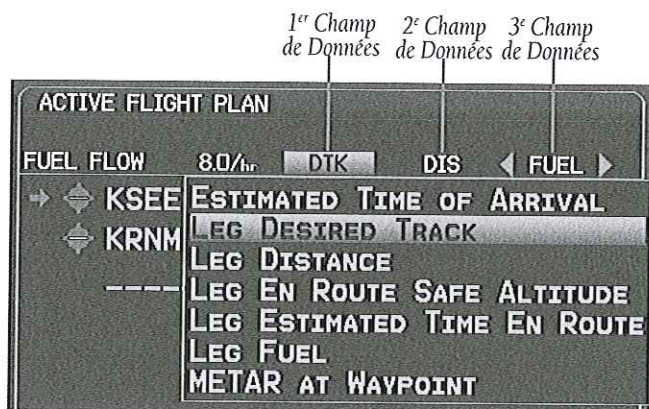 1er Champ de Données
2e Champ de Données
3e Champ de Données
ACTIVE FLIGHT PLAN
FUEL FLOW 8.0/hr DTK DIS FUEL
KSEE
KRNM
----
ESTIMATED TIME OF ARRIVAL
LEG DESIRED TRACK
LEG DISTANCE
LEG EN ROUTE SAFE ALTITUDE
LEG ESTIMATED TIME EN ROUTE
LEG FUEL
METAR AT WAYPOINT